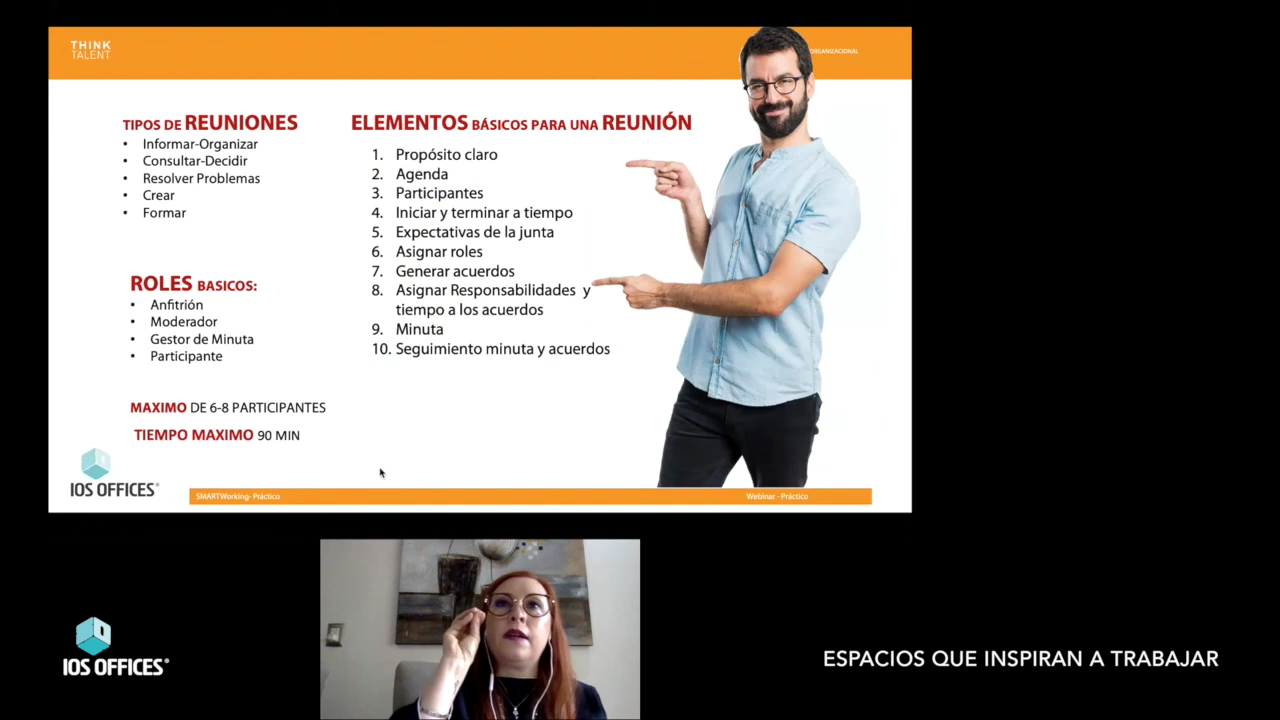 THINK
TALENT
ORGANIZACIONAL
TIPOS DE REUNIONES
• Informar-Organizar
• Consultar-Decidir
• Resolver Problemas
• Crear
• Formar
ROLES BASICOS:
• Anfitrión
• Moderador
• Gestor de Minuta
• Participante
MAXIMO DE 6-8 PARTICIPANTES
TIEMPO MAXIMO 90 MIN
ELEMENTOS BÁSICOS PARA UNA REUNIÓN
1. Propósito claro
2. Agenda
3. Participantes
4. Iniciar y terminar a tiempo
5. Expectativas de la junta
6. Asignar roles
7. Generar acuerdos
8. Asignar Responsabilidades y
tiempo a los acuerdos
9. Minuta
10. Seguimiento minuta y acuerdos
IOS OFFICES®
SMARTWorking- Práctico
Webinar - Práctico
IOS OFFICES®
ESPACIOS QUE INSPIRAN A TRABAJAR